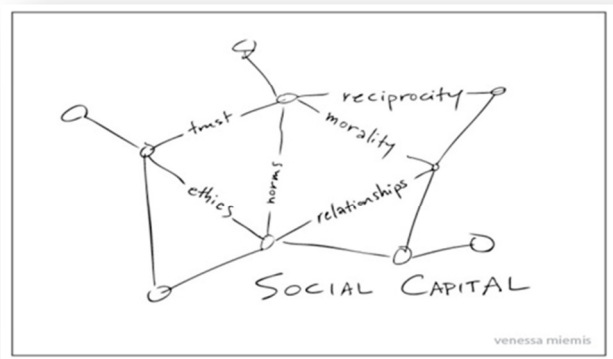 reciprocity
trust
morality
norms
ethics
relationships
SOCIAL CAPITAL
venessa miemis